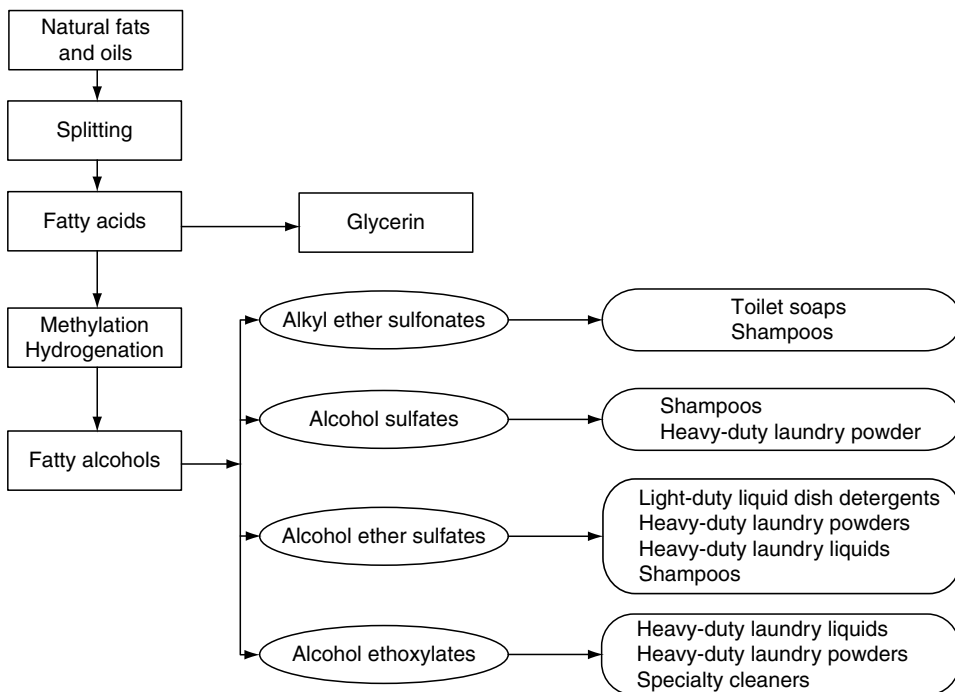 Natural fats
and oils
Splitting
Fatty acids
Glycerin
Methylation
Hydrogenation
Fatty alcohols
Alkyl ether sulfonates
Toilet soaps
Shampoos
Alcohol sulfates
Shampoos
Heavy-duty laundry powder
Alcohol ether sulfates
Light-duty liquid dish detergents
Heavy-duty laundry powders
Heavy-duty laundry liquids
Shampoos
Alcohol ethoxylates
Heavy-duty laundry liquids
Heavy-duty laundry powders
Specialty cleaners